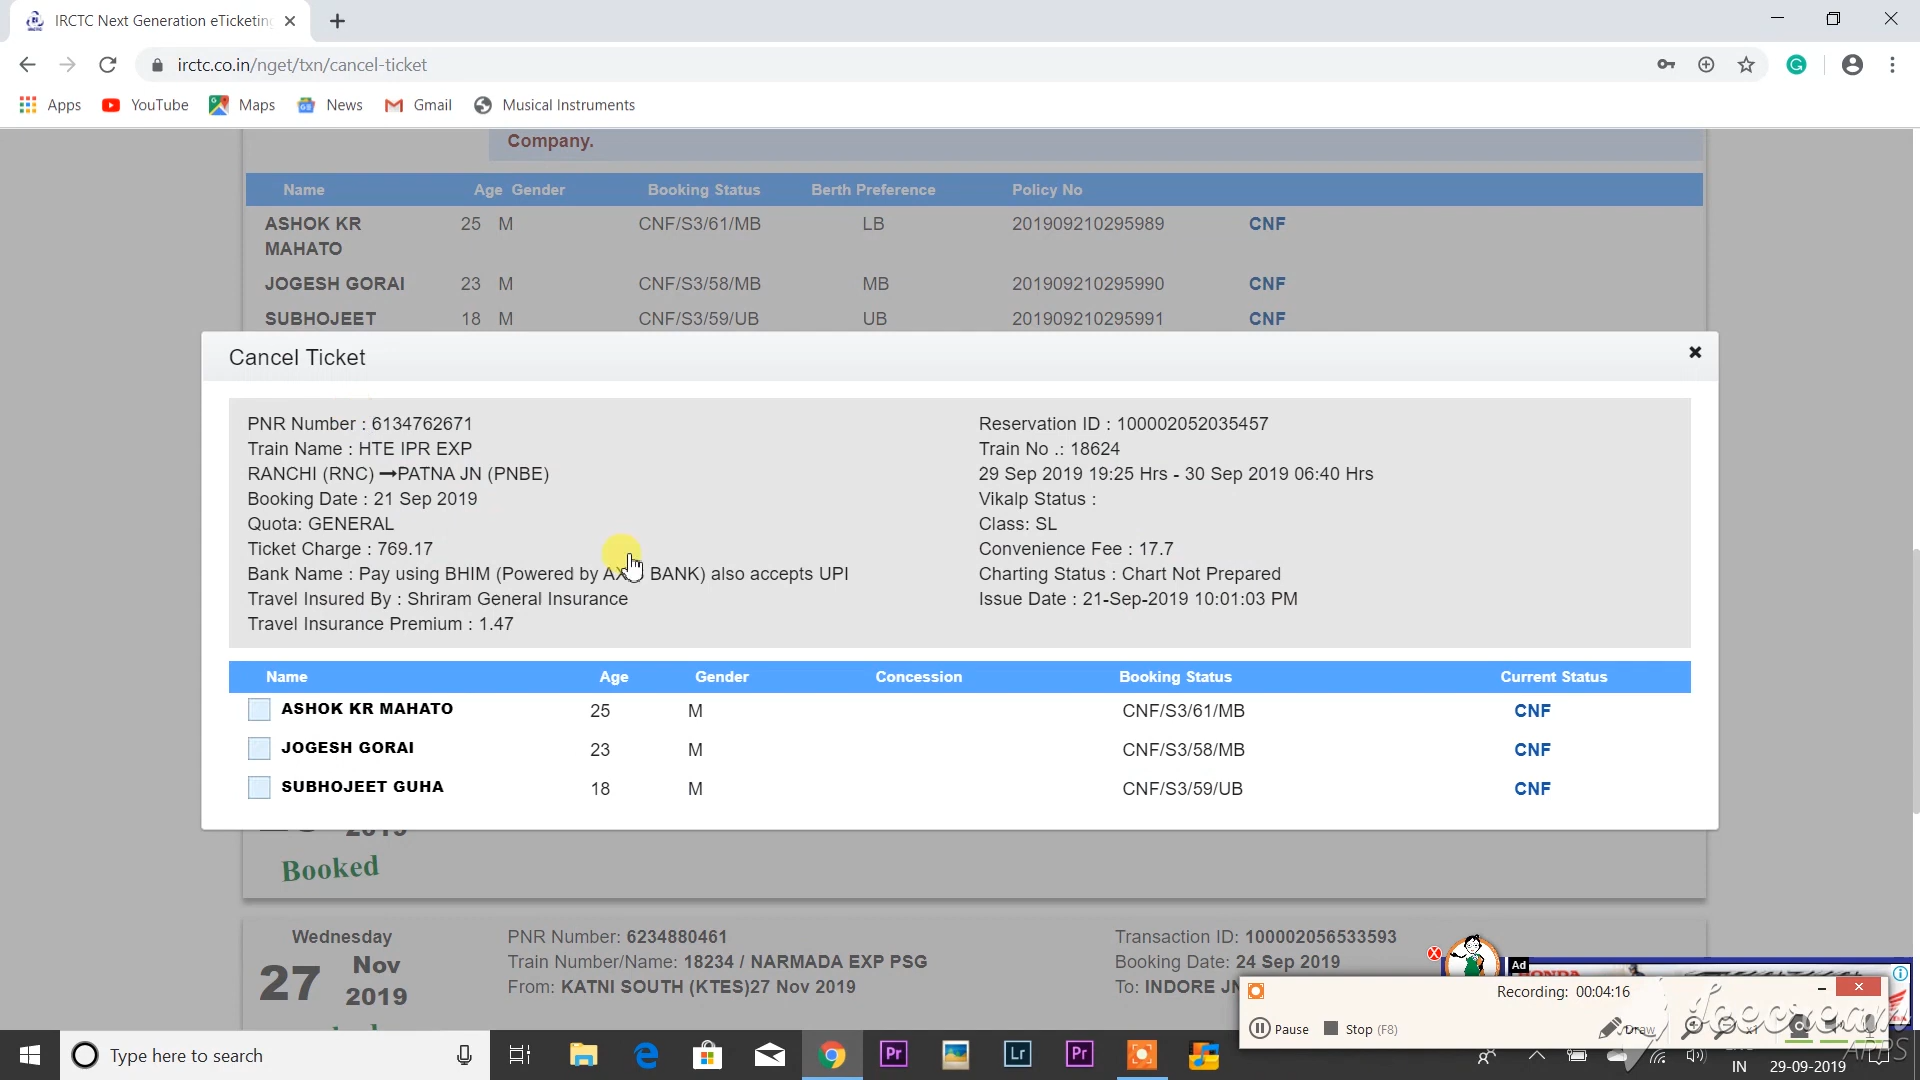 IRCTC Next Generation eTicketing
irctc.co.in/nget/txn/cancel-ticket
Apps YouTube Maps News Gmail Musical Instruments
Company.
Name Age Gender Booking Status Berth Preference Policy No
ASHOK KR MAHATO 25 M CNF/S3/61/MB LB 201909210295989 CNF
JOGESH GORAI 23 M CNF/S3/58/MB MB 201909210295990 CNF
SUBHOJEET 18 M CNF/S3/59/UB UB 201909210295991 CNF
Cancel Ticket
PNR Number : 6134762671
Train Name : HTE IPR EXP
RANCHI (RNC) →PATNA JN (PNBE)
Booking Date : 21 Sep 2019
Quota: GENERAL
Ticket Charge : 769.17
Bank Name : Pay using BHIM (Powered by BANK) also accepts UPI
Travel Insured By : Shriram General Insurance
Travel Insurance Premium : 1.47
Reservation ID : 100002052035457
Train No .: 18624
29 Sep 2019 19:25 Hrs - 30 Sep 2019 06:40 Hrs
Vikalp Status :
Class: SL
Convenience Fee : 17.7
Charting Status : Chart Not Prepared
Issue Date : 21-Sep-2019 10:01:03 PM
Name Age Gender Concession Booking Status Current Status
ASHOK KR MAHATO 25 M CNF/S3/61/MB CNF
JOGESH GORAI 23 M CNF/S3/58/MB CNF
SUBHOJEET GUHA 18 M CNF/S3/59/UB CNF
2019
Booked
Wednesday
27 Nov 2019
PNR Number: 6234880461
Train Number/Name: 18234 / NARMADA EXP PSG
From: KATNI SOUTH (KTES)27 Nov 2019
Transaction ID: 100002056533593
Booking Date: 24 Sep 2019
To: INDORE JN
Ad
HONDA
Recording: 00:04:16
Pause Stop (F8) Draw
Icecream
APPS
Type here to search
Pr Lr Pr
IN 29-09-2019